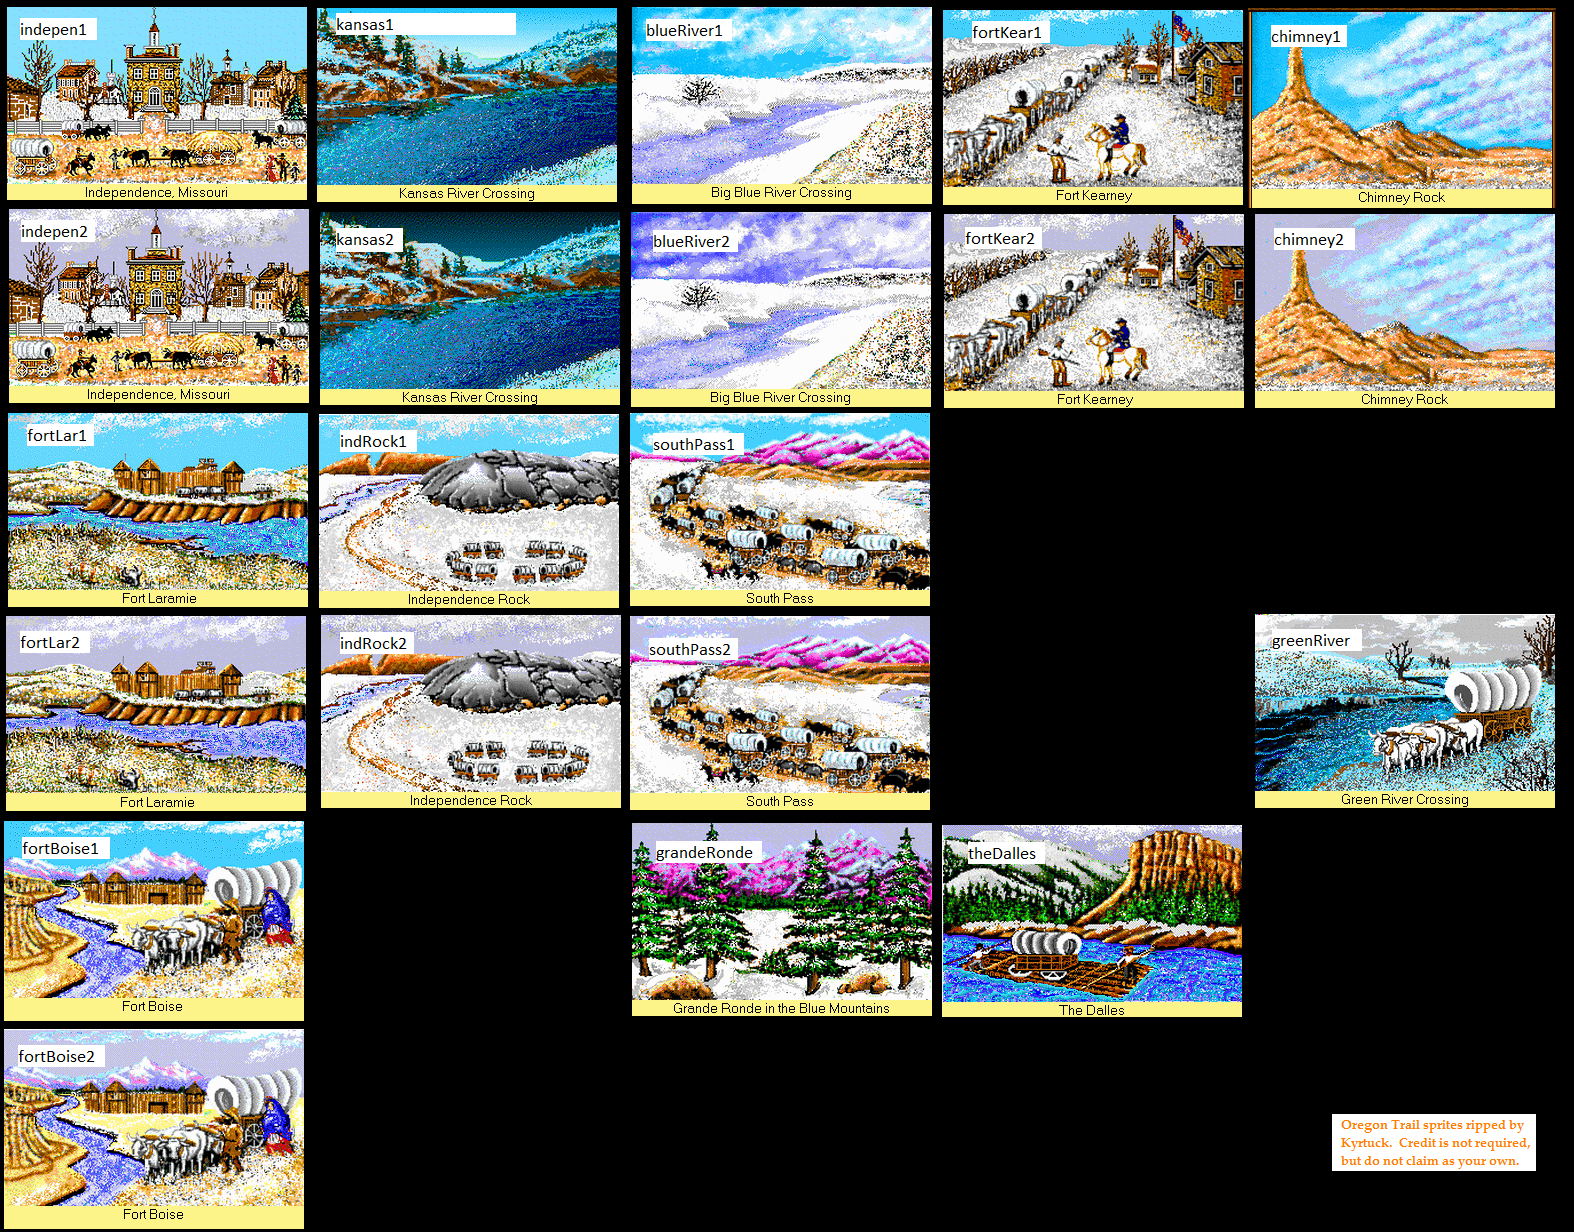 indepen1
kansas1
blueRiver1
fortKear1
chimney1
Independence, Missouri
Kansas River Crossing
Big Blue River Crossing
Fort Kearney
Chimney Rock
indepen2
kansas2
blueRiver2
fortKear2
chimney2
Independence, Missouri
Kansas River Crossing
Big Blue River Crossing
Fort Kearney
Chimney Rock
fortLar1
indRock1
southPass1
Fort Laramie
Independence Rock
South Pass
fortLar2
indRock2
southPass2
greenRiver
Fort Laramie
Independence Rock
South Pass
Green River Crossing
fortBoise1
grandeRonde
theDalles
Fort Boise
Grande Ronde in the Blue Mountains
The Dalles
fortBoise2
Fort Boise
Oregon Trail sprites ripped by
Kyrtuck. Credit is not required,
but do not claim as your own.